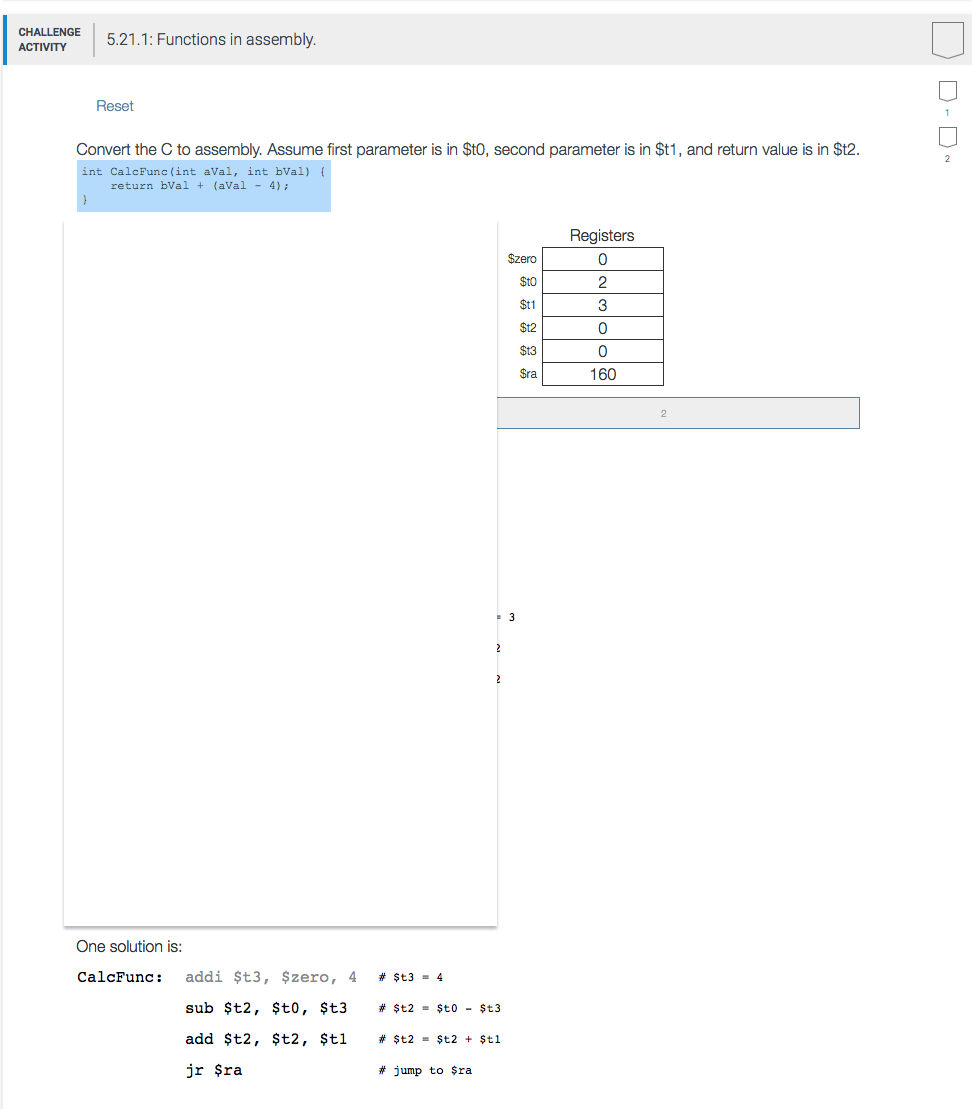 CHALLENGE
ACTIVITY
5.21.1: Functions in assembly.
1
2
Reset
Convert the C to assembly. Assume first parameter is in $t0, second parameter is in $t1, and return value is in $t2.
int CalcFunc(int aVal, int bVal) {
return bVal + (aVal - 4);
}
Registers
$zero 0
$t0 2
$t1 3
$t2 0
$t3 0
$ra 160
2
= 3
2
2
One solution is:
CalcFunc: addi $t3, $zero, 4 # $t3 = 4
sub $t2, $t0, $t3 # $t2 = $t0 - $t3
add $t2, $t2, $t1 # $t2 = $t2 + $t1
jr $ra # jump to $ra